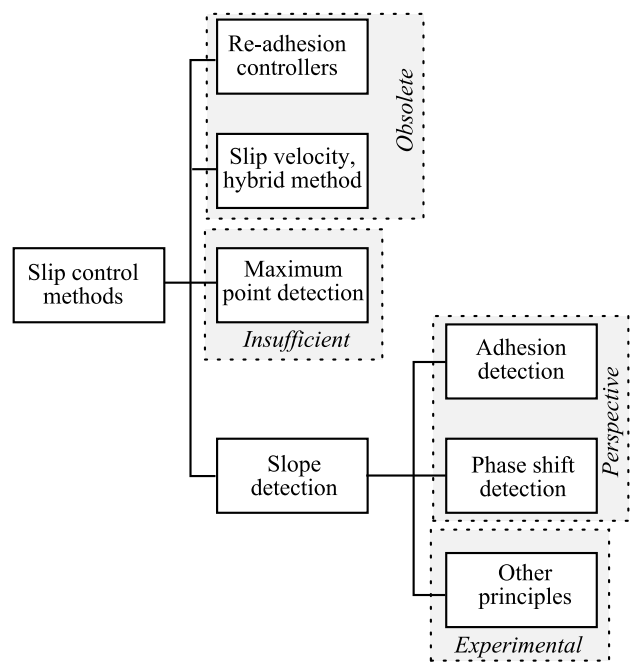 Re-adhesion
controllers
Obsolete
Slip velocity,
hybrid method
Slip control
methods
Maximum
point detection
Insufficient
Adhesion
detection
Perspective
Slope
detection
Phase shift
detection
Other
principles
Experimental